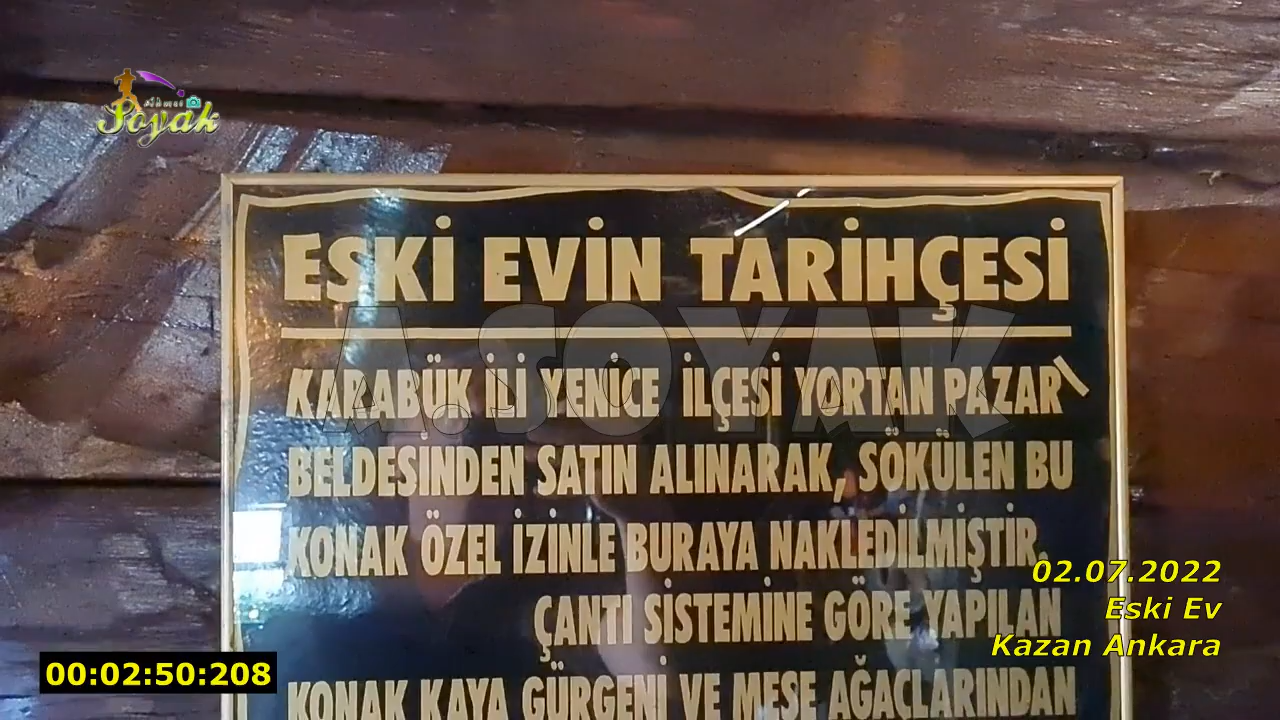 Ahmet
Soyak
ESKİ EVİN TARİHÇESİ
A.SOYAK
KARABÜK İLİ YENİCE İLÇESİ YORTAN PAZAR
BELDESİNDEN SATIN ALINARAK, SÖKÜLEN BU
KONAK ÖZEL İZİNLE BURAYA NAKLEDİLMİŞTİR.
ÇANTI SİSTEMİNE GÖRE YAPILAN
KONAK KAYA GÜRGENİ VE MEŞE AĞAÇLARINDAN
02.07.2022
Eski Ev
Kazan Ankara
00:02:50:208